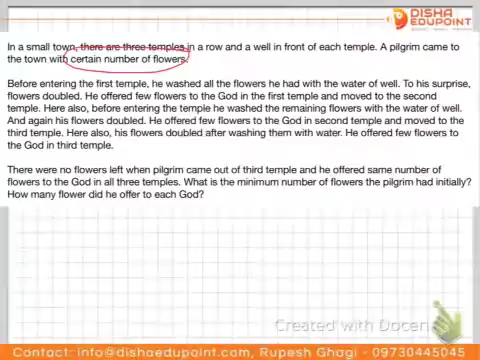 DISHA
EDUPOINT
In a small town, there are three temples in a row and a well in front of each temple. A pilgrim came to
the town with certain number of flowers.
Before entering the first temple, he washed all the flowers he had with the water of well. To his surprise,
flowers doubled. He offered few flowers to the God in the first temple and moved to the second
temple. Here also, before entering the temple he washed the remaining flowers with the water of well.
And again his flowers doubled. He offered few flowers to the God in second temple and moved to the
third temple. Here also, his flowers doubled after washing them with water. He offered few flowers to
the God in third temple.
There were no flowers left when pilgrim came out of third temple and he offered same number of
flowers to the God in all three temples. What is the minimum number of flowers the pilgrim had initially?
How many flower did he offer to each God?
Created with Docer
Contact: info@dishaedupoint.com, Rupesh Ghagi - 09730445045